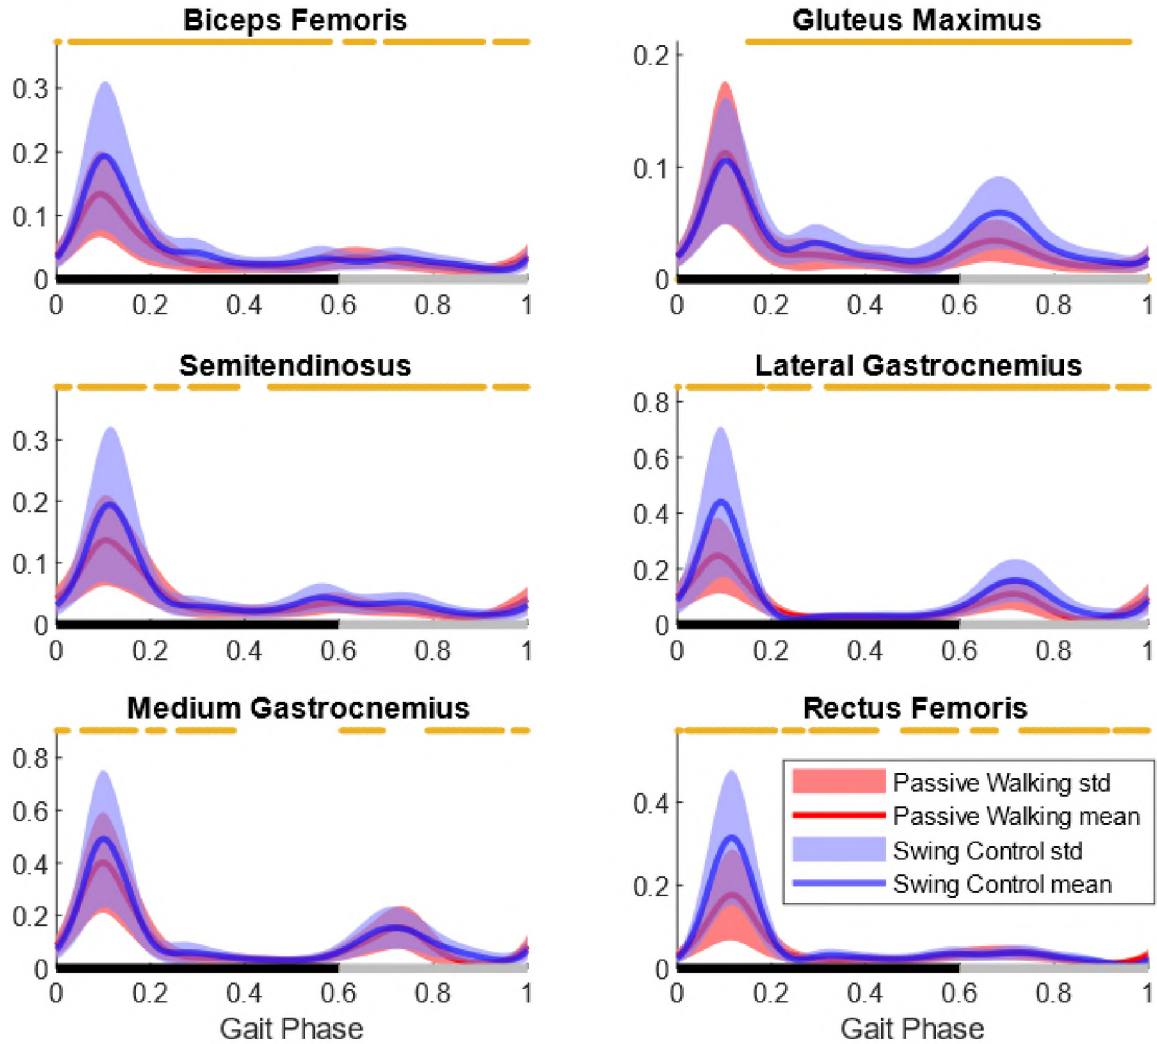 Biceps Femoris
0.3
0.2
0.1
0
0 0.2 0.4 0.6 0.8 1
Gluteus Maximus
0.2
0.1
0
0 0.2 0.4 0.6 0.8 1
Semitendinosus
0.3
0.2
0.1
0
0 0.2 0.4 0.6 0.8 1
Lateral Gastrocnemius
0.8
0.6
0.4
0.2
0
0 0.2 0.4 0.6 0.8 1
Medium Gastrocnemius
0.8
0.6
0.4
0.2
0
0 0.2 0.4 0.6 0.8 1
Gait Phase
Rectus Femoris
0.4
0.2
0
Passive Walking std
Passive Walking mean
Swing Control std
Swing Control mean
0 0.2 0.4 0.6 0.8 1
Gait Phase